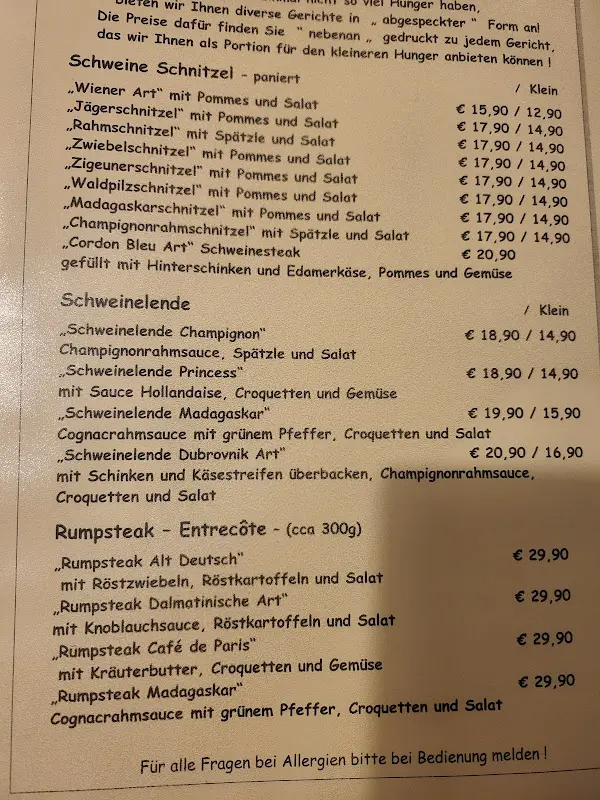 bieten wir Ihnen diverse Gerichte in „ abgespeckter " Form an!
Die Preise dafür finden Sie " nebenan „ gedruckt zu jedem Gericht,
das wir Ihnen als Portion für den kleineren Hunger anbieten können !
Schweine Schnitzel - paniert / Klein
„Wiener Art" mit Pommes und Salat € 15,90 / 12,90
„Jägerschnitzel" mit Pommes und Salat € 17,90 / 14,90
„Rahmschnitzel" mit Spätzle und Salat € 17,90 / 14,90
„Zwiebelschnitzel" mit Pommes und Salat € 17,90 / 14,90
„Zigeunerschnitzel" mit Pommes und Salat € 17,90 / 14,90
„Waldpilzschnitzel" mit Pommes und Salat € 17,90 / 14,90
„Madagaskarschnitzel" mit Pommes und Salat € 17,90 / 14,90
„Champignonrahmschnitzel" mit Spätzle und Salat € 17,90 / 14,90
„Cordon Bleu Art" Schweinesteak € 20,90
gefüllt mit Hinterschinken und Edamerkäse, Pommes und Gemüse
Schweinelende / Klein
„Schweinelende Champignon" € 18,90 / 14,90
Champignonrahmsauce, Spätzle und Salat
„Schweinelende Princess" € 18,90 / 14,90
mit Sauce Hollandaise, Croquetten und Gemüse
„Schweinelende Madagaskar" € 19,90 / 15,90
Cognacrahmsauce mit grünem Pfeffer, Croquetten und Salat
„Schweinelende Dubrovnik Art" € 20,90 / 16,90
mit Schinken und Käsestreifen überbacken, Champignonrahmsauce,
Croquetten und Salat
Rumpsteak - Entrecôte - (cca 300g)
„Rumpsteak Alt Deutsch" € 29,90
mit Röstzwiebeln, Röstkartoffeln und Salat
„Rumpsteak Dalmatinische Art" € 29,90
mit Knoblauchsauce, Röstkartoffeln und Salat
„Rumpsteak Café de Paris" € 29,90
mit Kräuterbutter, Croquetten und Gemüse
„Rumpsteak Madagaskar" € 29,90
Cognacrahmsauce mit grünem Pfeffer, Croquetten und Salat
Für alle Fragen bei Allergien bitte bei Bedienung melden !